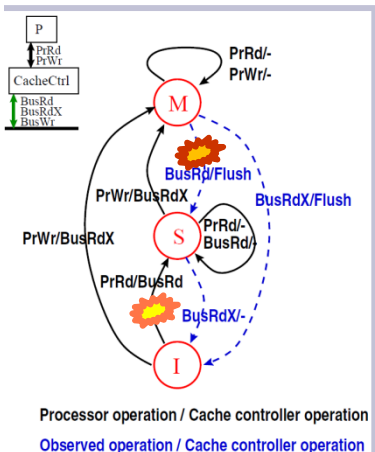 P
PrRd
PrWr
CacheCtrl
BusRd
BusRdX
BusWr
PrRd/-
PrWr/-
M
BusRd/Flush
PrWr/BusRdX
BusRdX/Flush
PrWr/BusRdX
S
PrRd/-
BusRd/-
PrRd/BusRd
BusRdX/-
I
Processor operation / Cache controller operation
Observed operation / Cache controller operation